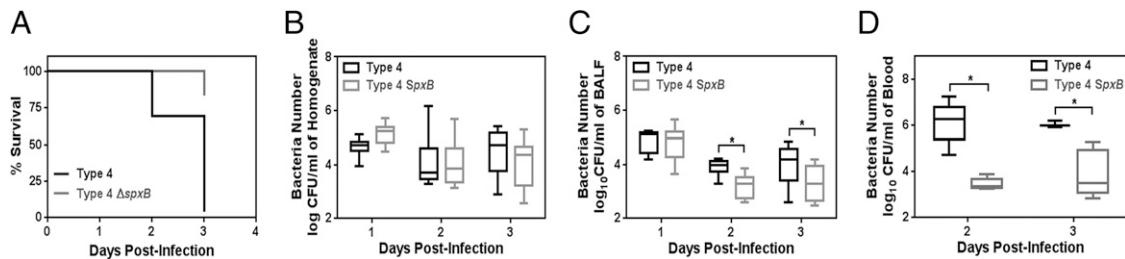 A
% Survival
100
75
50
25
0
Type 4
Type 4 ΔspxB
0 1 2 3 4
Days Post-Infection
B
Bacteria Number
log CFU/ml of Homogenate
8
6
4
2
Type 4
Type 4 SpxB
1 2 3
Days Post-Infection
C
Bacteria Number
log10CFU/ml of BALF
8
6
4
2
Type 4
Type 4 SpxB
* *
1 2 3
Days Post-Infection
D
Bacteria Number
log10 CFU/ml of Blood
8
6
4
2
Type 4
Type 4 SpxB
* *
2 3
Days Post-Infection